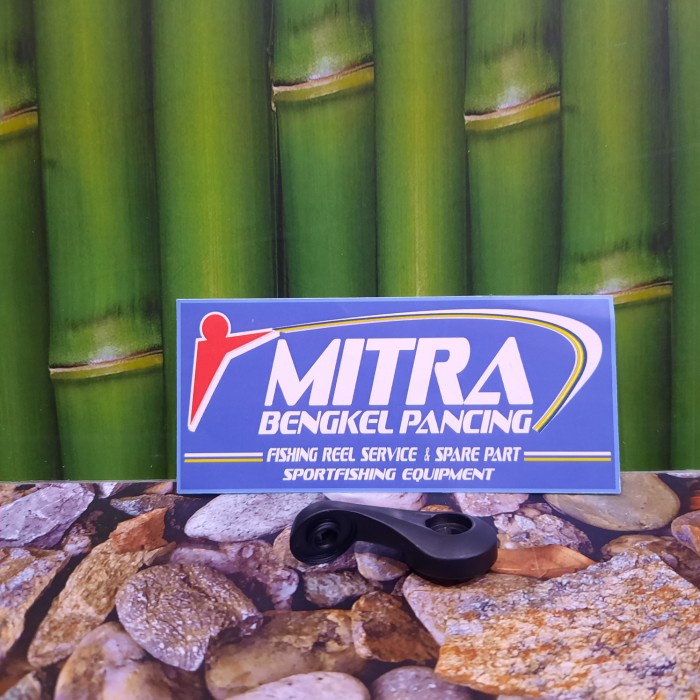 MITRA
BENGKEL PANCING
FISHING REEL SERVICE & SPARE PART
SPORTFISHING EQUIPMENT